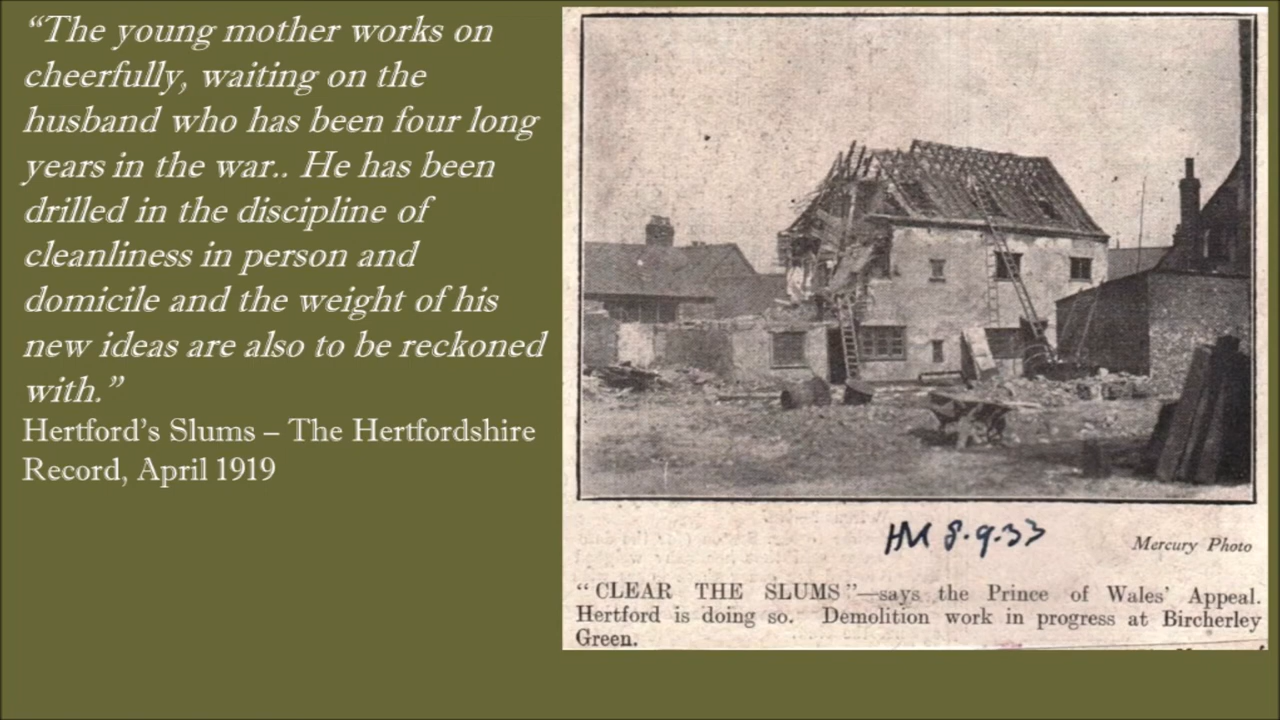 “The young mother works on
cheerfully, waiting on the
husband who has been four long
years in the war.. He has been
drilled in the discipline of
cleanliness in person and
domicile and the weight of his
new ideas are also to be reckoned
with.”
Hertford’s Slums – The Hertfordshire
Record, April 1919
HM 8.9.33
Mercury Photo
“CLEAR THE SLUMS”—says the Prince of Wales’ Appeal.
Hertford is doing so. Demolition work in progress at Bircherley
Green.